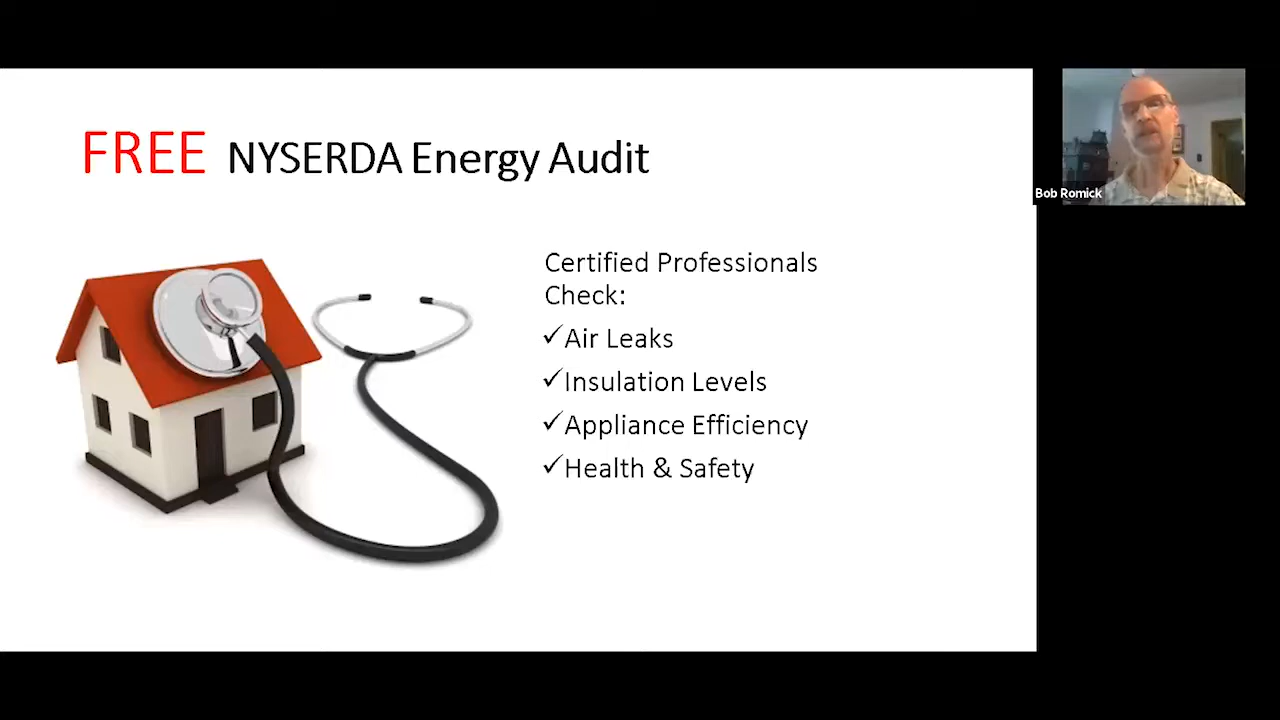 FREE NYSERDA Energy Audit
Certified Professionals
Check:
✓Air Leaks
✓Insulation Levels
✓Appliance Efficiency
✓Health & Safety
Bob Romick